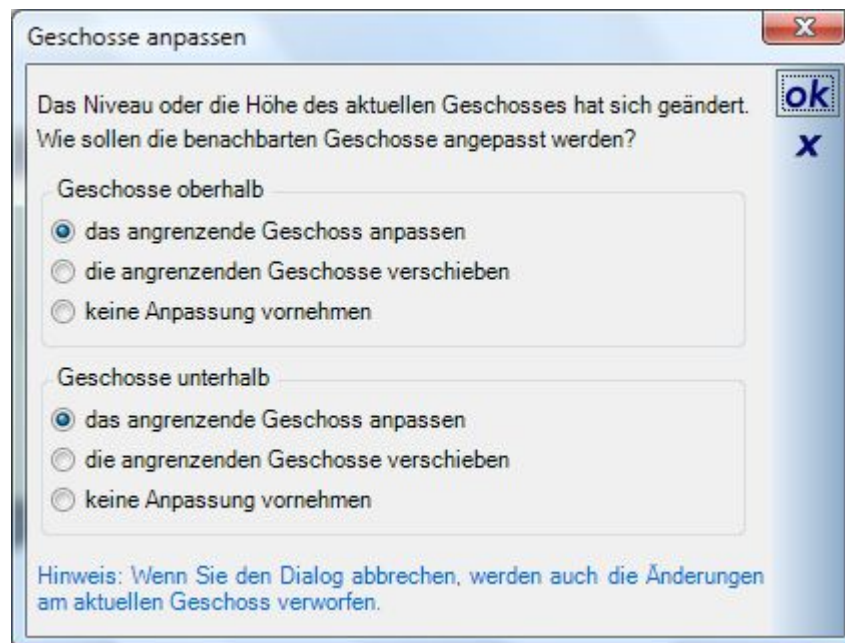 Geschosse anpassen
Das Niveau oder die Höhe des aktuellen Geschosses hat sich geändert.
Wie sollen die benachbarten Geschosse angepasst werden?
ok
x
Geschosse oberhalb
das angrenzende Geschoss anpassen
die angrenzenden Geschosse verschieben
keine Anpassung vornehmen
Geschosse unterhalb
das angrenzende Geschoss anpassen
die angrenzenden Geschosse verschieben
keine Anpassung vornehmen
Hinweis: Wenn Sie den Dialog abbrechen, werden auch die Änderungen
am aktuellen Geschoss verworfen.